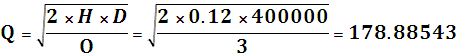 Q = √(2 × H × D / O) = √(2 × 0.12 × 400000 / 3) = 178.88543